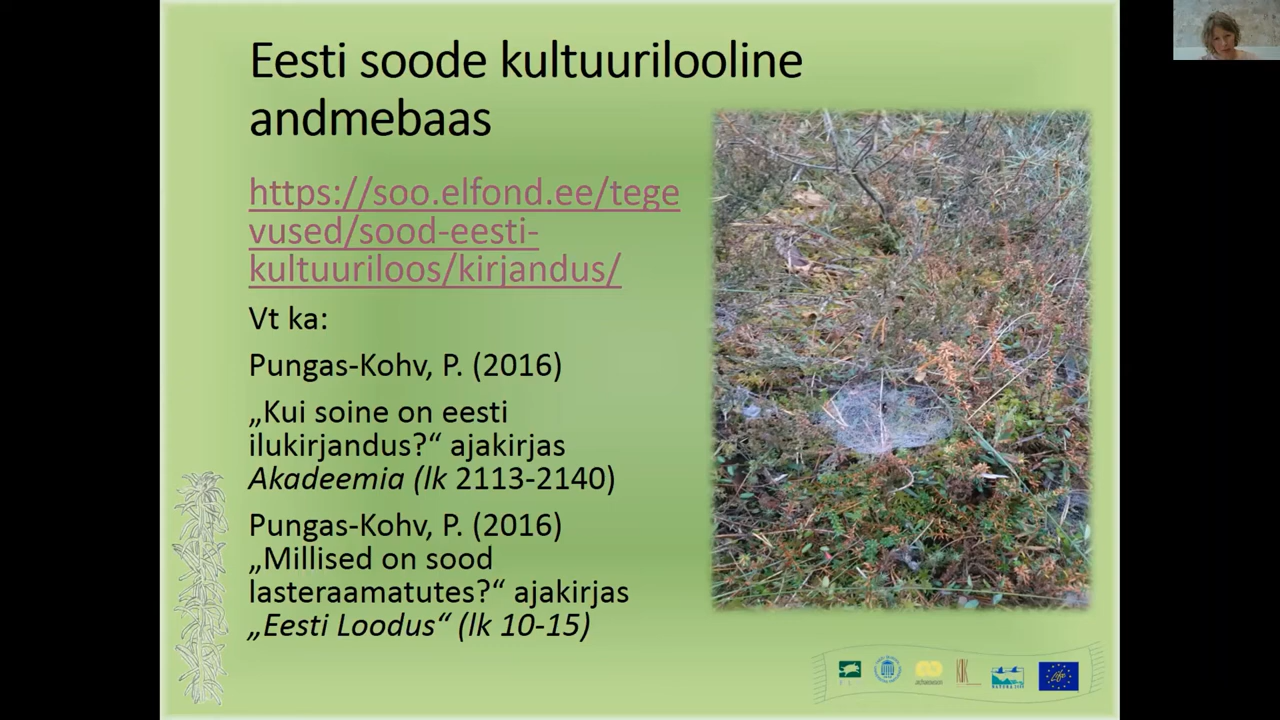 Eesti soode kultuurilooline
andmebaas
https://soo.elfond.ee/tege
vused/sood-eesti-
kultuuriloos/kirjandus/
Vt ka:
Pungas-Kohv, P. (2016)
„Kui soine on eesti
ilukirjandus?“ ajakirjas
Akadeemia (lk 2113-2140)
Pungas-Kohv, P. (2016)
„Millised on sood
lasteraamatutes?“ ajakirjas
„Eesti Loodus“ (lk 10-15)
KIK
Life